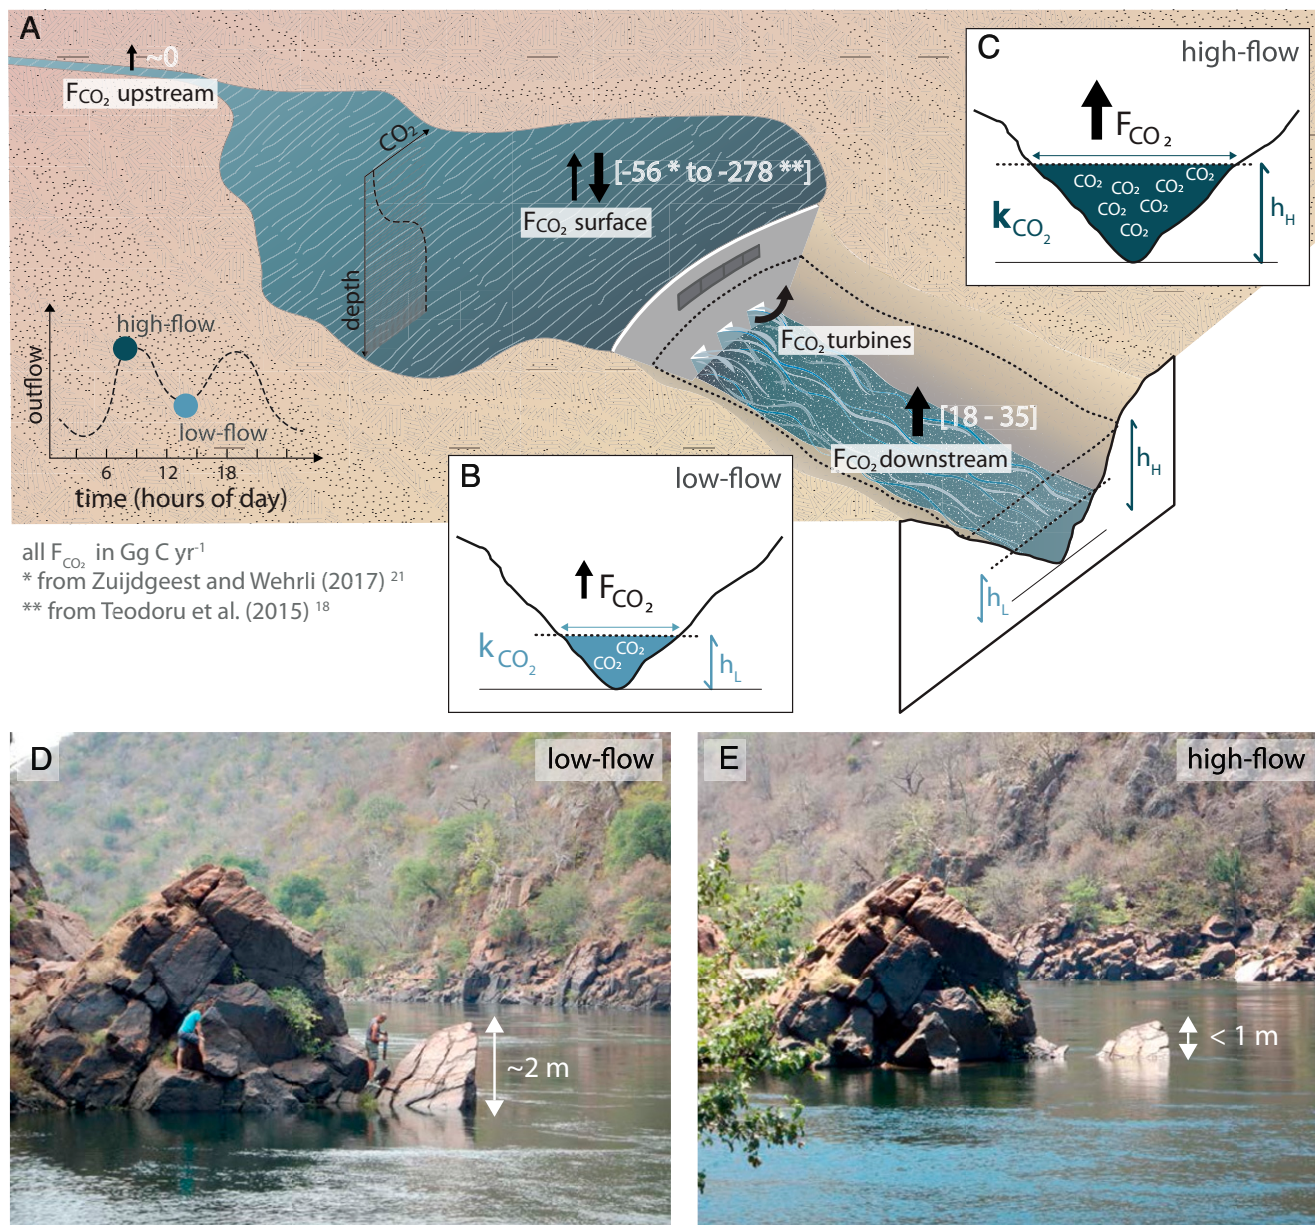 A
~0
FCO₂ upstream
CO₂
depth
[-56 * to -278 **]
FCO₂ surface
FCO₂ turbines
[18 - 35]
FCO₂ downstream
hH
hL
outflow
high-flow
low-flow
6 12 18
time (hours of day)
all FCO₂ in Gg C yr⁻¹
* from Zuijdgeest and Wehrli (2017) ²¹
** from Teodoru et al. (2015) ¹⁸
B
low-flow
FCO₂
kCO₂
CO₂
CO₂
hL
C
high-flow
FCO₂
kCO₂
CO₂ CO₂ CO₂ CO₂
CO₂ CO₂
CO₂
hH
D
low-flow
~2 m
E
high-flow
< 1 m